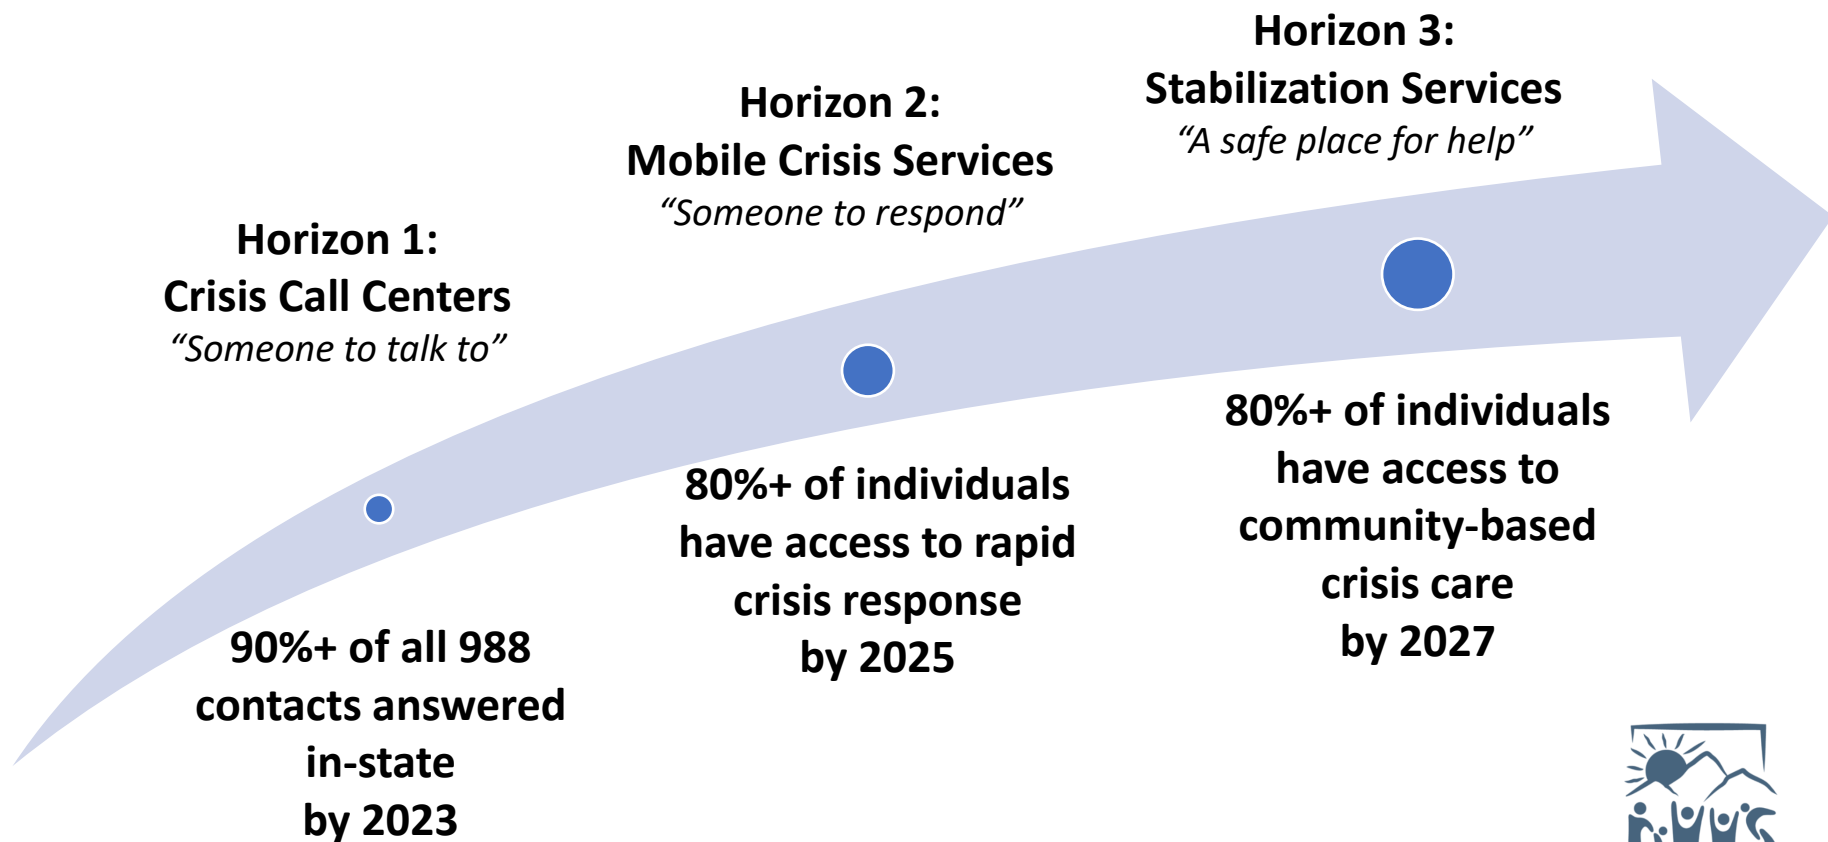 Horizon 1:
Crisis Call Centers
“Someone to talk to”
90%+ of all 988
contacts answered
in-state
by 2023
Horizon 2:
Mobile Crisis Services
“Someone to respond”
80%+ of individuals
have access to rapid
crisis response
by 2025
Horizon 3:
Stabilization Services
“A safe place for help”
80%+ of individuals
have access to
community-based
crisis care
by 2027